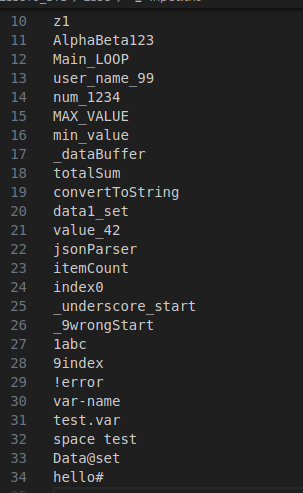 10 z1
11 AlphaBeta123
12 Main_LOOP
13 user_name_99
14 num_1234
15 MAX_VALUE
16 min_value
17 _dataBuffer
18 totalSum
19 convertToString
20 data1_set
21 value_42
22 jsonParser
23 itemCount
24 index0
25 _underscore_start
26 _9wrongStart
27 1abc
28 9index
29 !error
30 var-name
31 test.var
32 space test
33 Data@set
34 hello#